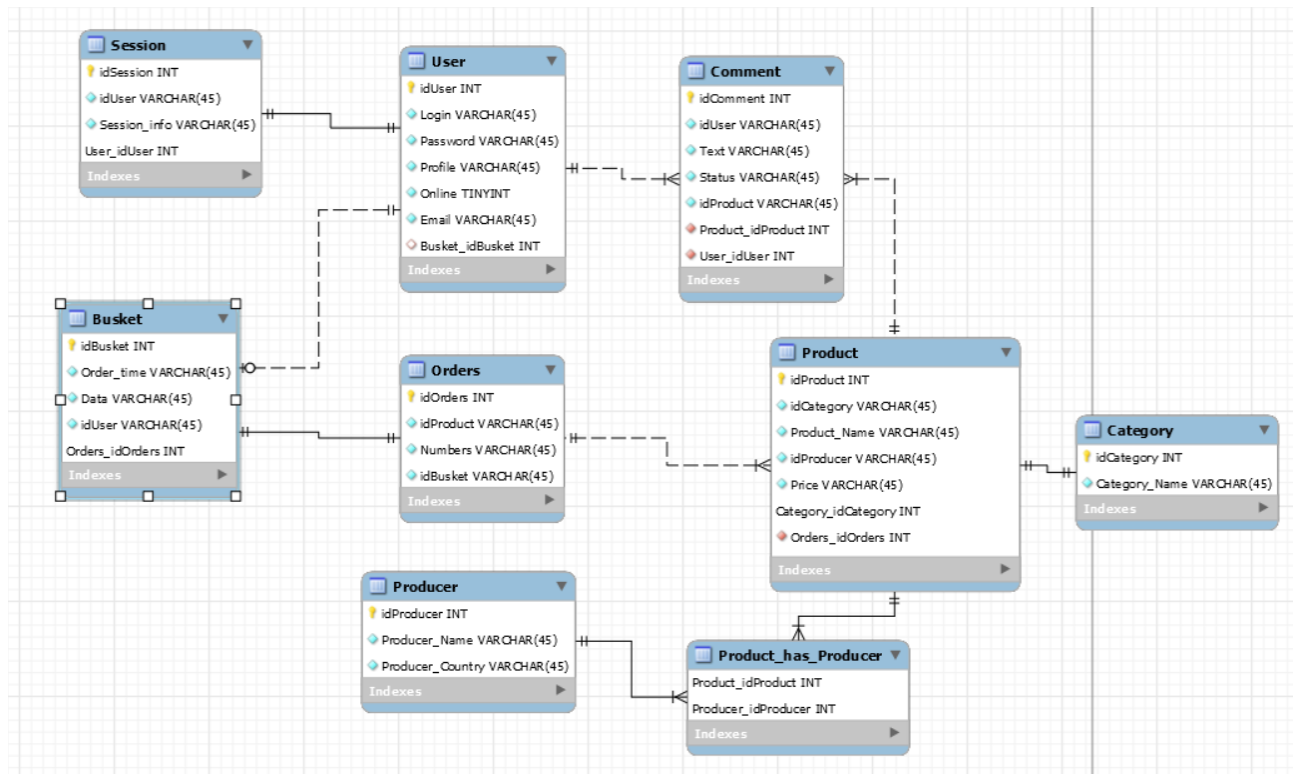 Session
idSession INT
idUser VARCHAR(45)
Session_info VARCHAR(45)
User_idUser INT
Indexes
User
idUser INT
Login VARCHAR(45)
Password VARCHAR(45)
Profile VARCHAR(45)
Online TINYINT
Email VARCHAR(45)
Busket_idBusket INT
Indexes
Comment
idComment INT
idUser VARCHAR(45)
Text VARCHAR(45)
Status VARCHAR(45)
idProduct VARCHAR(45)
Product_idProduct INT
User_idUser INT
Indexes
Busket
idBusket INT
Order_time VARCHAR(45)
Data VARCHAR(45)
idUser VARCHAR(45)
Orders_idOrders INT
Indexes
Orders
idOrders INT
idProduct VARCHAR(45)
Numbers VARCHAR(45)
idBusket VARCHAR(45)
Indexes
Product
idProduct INT
idCategory VARCHAR(45)
Product_Name VARCHAR(45)
idProducer VARCHAR(45)
Price VARCHAR(45)
Category_idCategory INT
Orders_idOrders INT
Indexes
Category
idCategory INT
Category_Name VARCHAR(45)
Indexes
Producer
idProducer INT
Producer_Name VARCHAR(45)
Producer_Country VARCHAR(45)
Indexes
Product_has_Producer
Product_idProduct INT
Producer_idProducer INT
Indexes